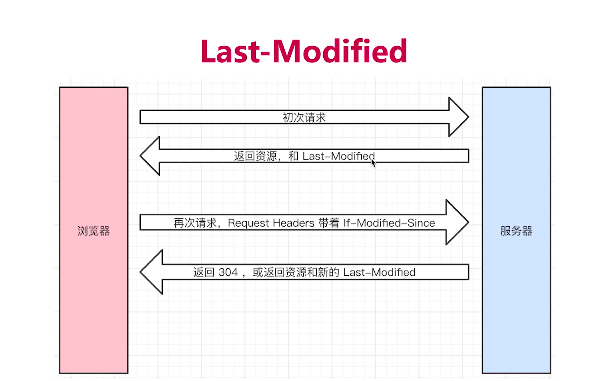 Last-Modified
初次请求
返回资源，和 Last-Modified
浏览器
再次请求，Request Headers 带着 If-Modified-Since
服务器
返回 304 ，或返回资源和新的 Last-Modified